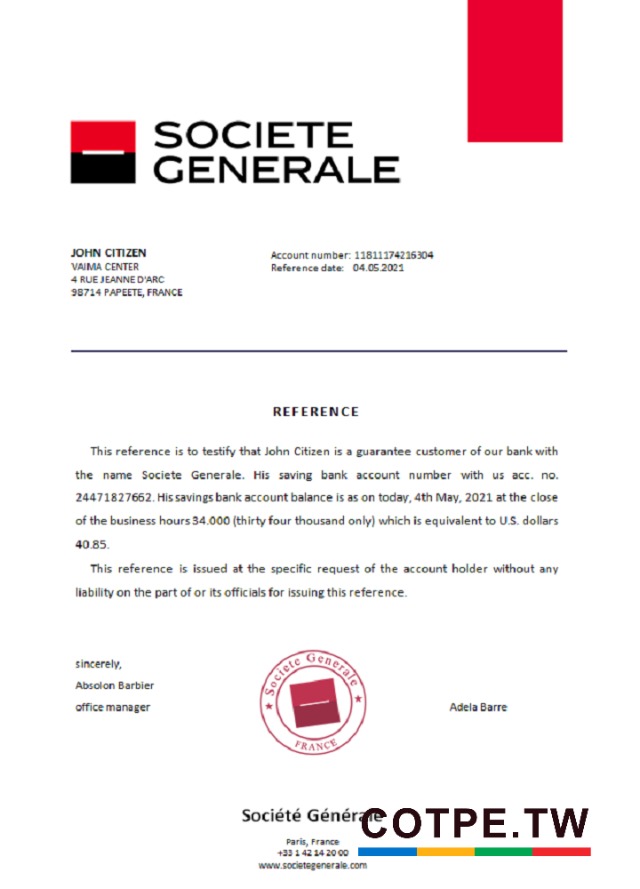 SOCIETE
GENERALE
JOHN CITIZEN
VAIMA CENTER
4 RUE JEANNE D'ARC
98714 PAPEETE, FRANCE
Account number: 11811174216304
Reference date: 04.05.2021
REFERENCE
This reference is to testify that John Citizen is a guarantee customer of our bank with
the name Societe Generale. His saving bank account number with us acc. no.
24471827652. His savings bank account balance is as on today, 4th May, 2021 at the close
of the business hours 34.000 (thirty four thousand only) which is equivalent to U.S. dollars
40.85.
This reference is issued at the specific request of the account holder without any
liability on the part of or its officials for issuing this reference.
sincerely,
Absolon Barbier
office manager
Societe Generale
FRANCE
Adela Barre
Société Générale
COTPE.TW
Paris, France
+33 1 42 14 20 00
www.societegenerale.com